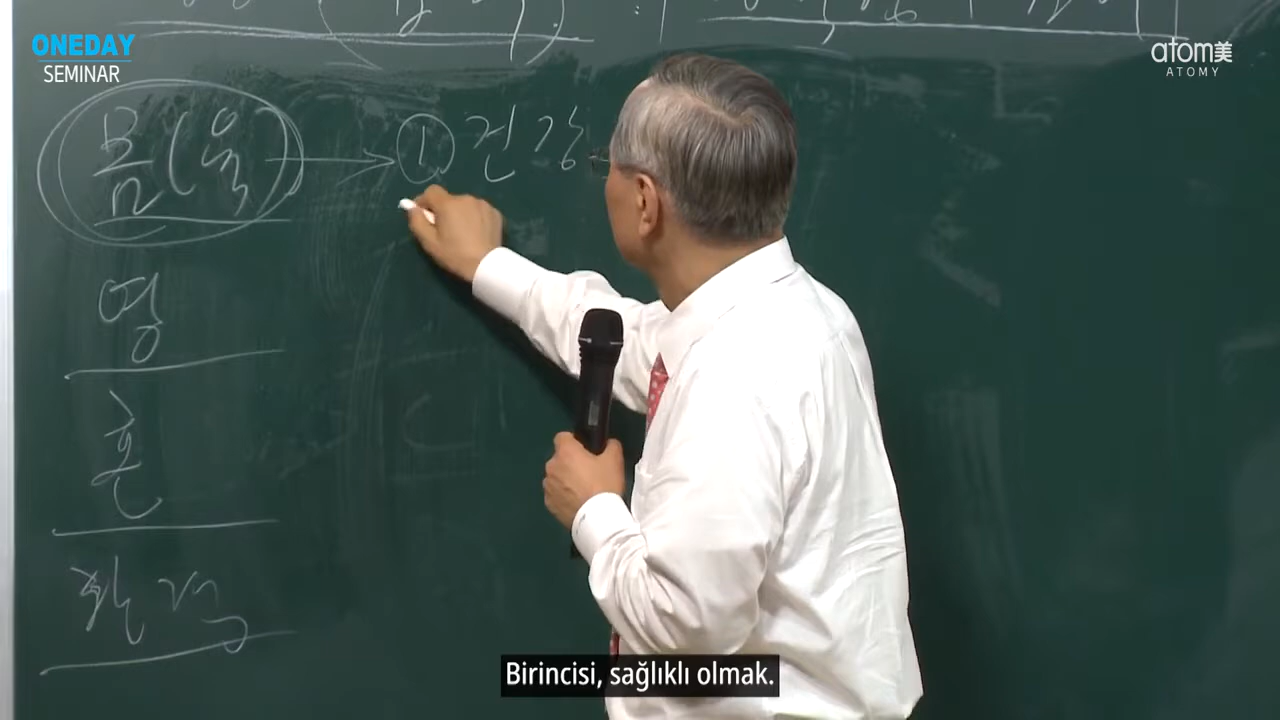 ONEDAY
SEMINAR
atom美
ATOMY
몸(육) → ① 건강
영
혼
환경
Birincisi, sağlıklı olmak.